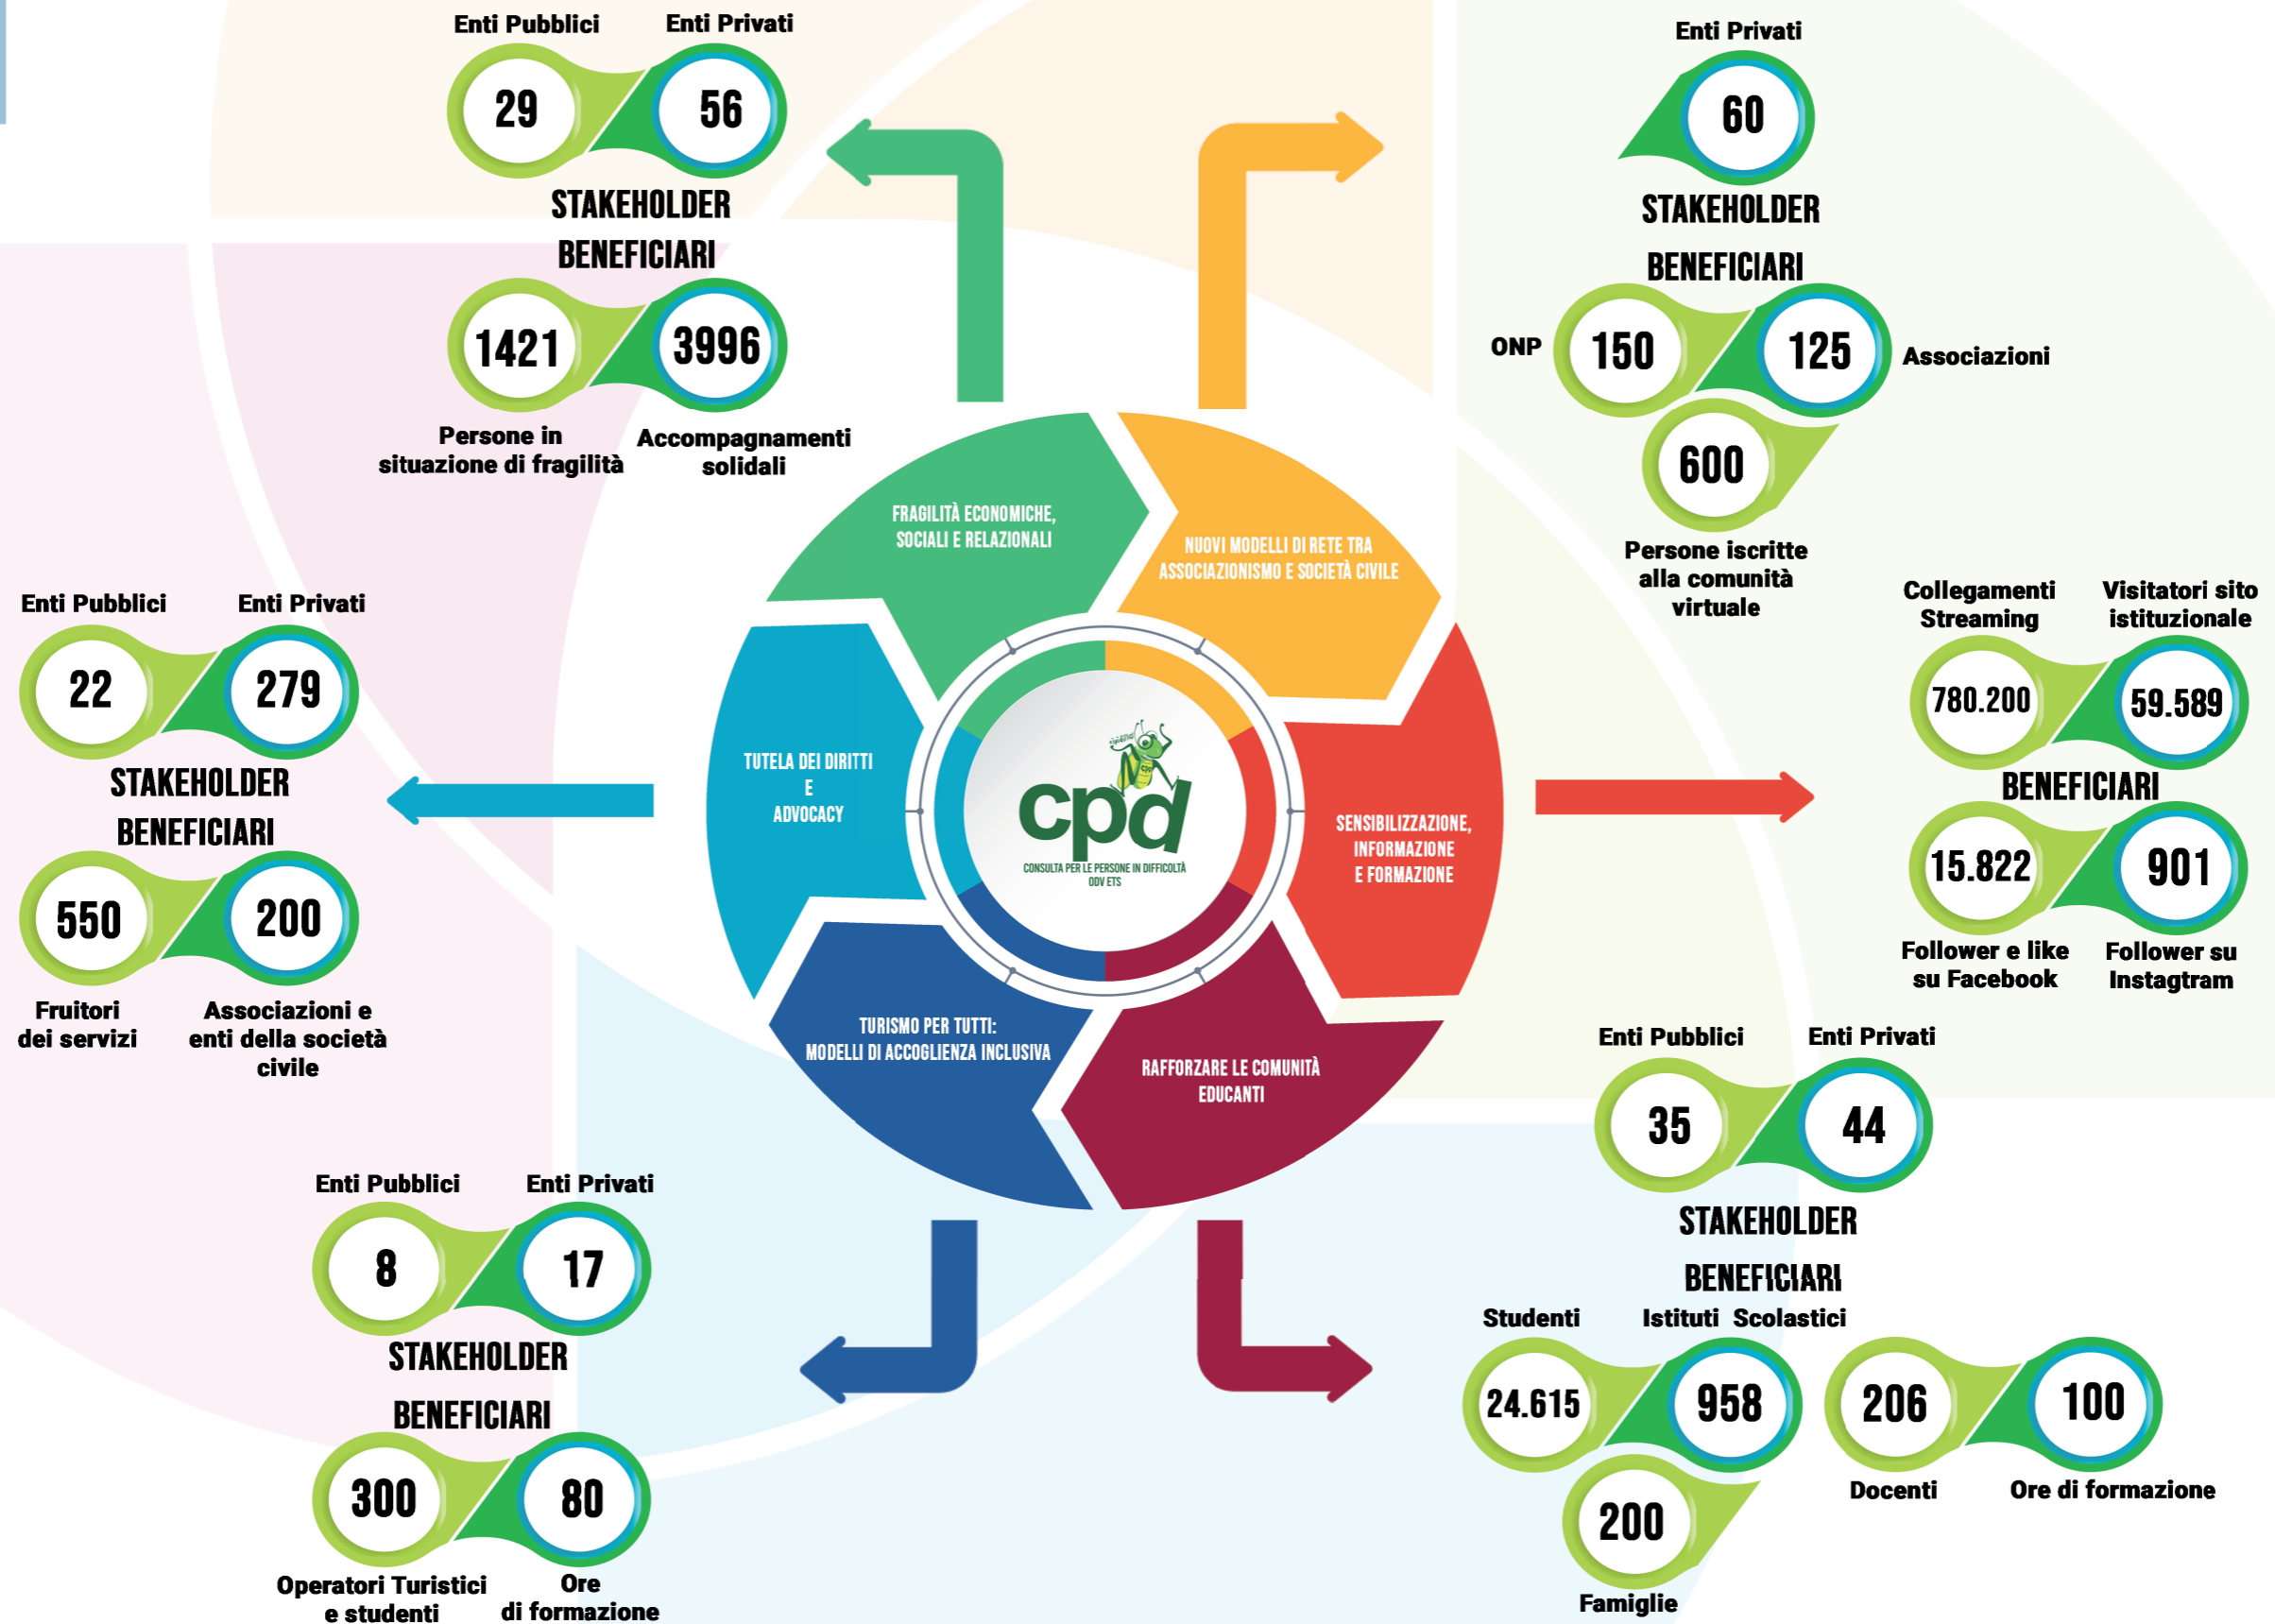 Enti Pubblici
Enti Privati
29
56
STAKEHOLDER
BENEFICIARI
1421
3996
Persone in
situazione di fragilità
Accompagnamenti
solidali
Enti Privati
60
STAKEHOLDER
BENEFICIARI
ONP
150
125
Associazioni
600
Persone iscritte
alla comunità
virtuale
FRAGILITÀ ECONOMICHE,
SOCIALI E RELAZIONALI
NUOVI MODELLI DI RETE TRA
ASSOCIAZIONISMO E SOCIETÀ CIVILE
Enti Pubblici
Enti Privati
22
279
STAKEHOLDER
BENEFICIARI
550
200
Fruitori
dei servizi
Associazioni e
enti della società
civile
TUTELA DEI DIRITTI
E
ADVOCACY
cpd
CONSULTA PER LE PERSONE IN DIFFICOLTÀ
ODV ETS
SENSIBILIZZAZIONE,
INFORMAZIONE
E FORMAZIONE
Collegamenti
Streaming
Visitatori sito
istituzionale
780.200
59.589
BENEFICIARI
15.822
901
Follower e like
su Facebook
Follower su
Instagtram
TURISMO PER TUTTI:
MODELLI DI ACCOGLIENZA INCLUSIVA
RAFFORZARE LE COMUNITÀ
EDUCANTI
Enti Pubblici
Enti Privati
8
17
STAKEHOLDER
BENEFICIARI
300
80
Operatori Turistici
e studenti
Ore
di formazione
Enti Pubblici
Enti Privati
35
44
STAKEHOLDER
BENEFICIARI
Studenti
Istituti Scolastici
24.615
958
206
100
Docenti
Ore di formazione
200
Famiglie